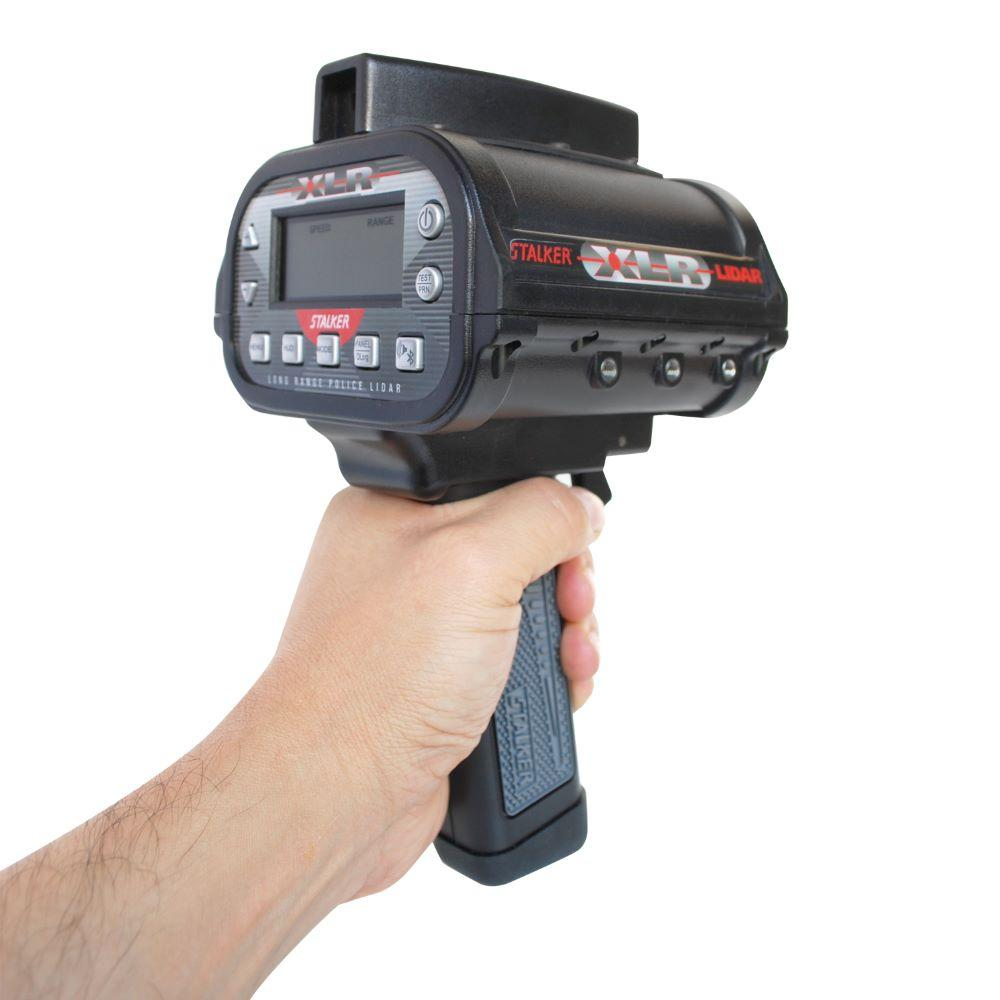 XLR
SPEED RANGE
TEST
PRN
STALKER
MENU HUD MODE PANEL
DLog
LONG RANGE POLICE LIDAR
STALKER XLR LIDAR
STALKER